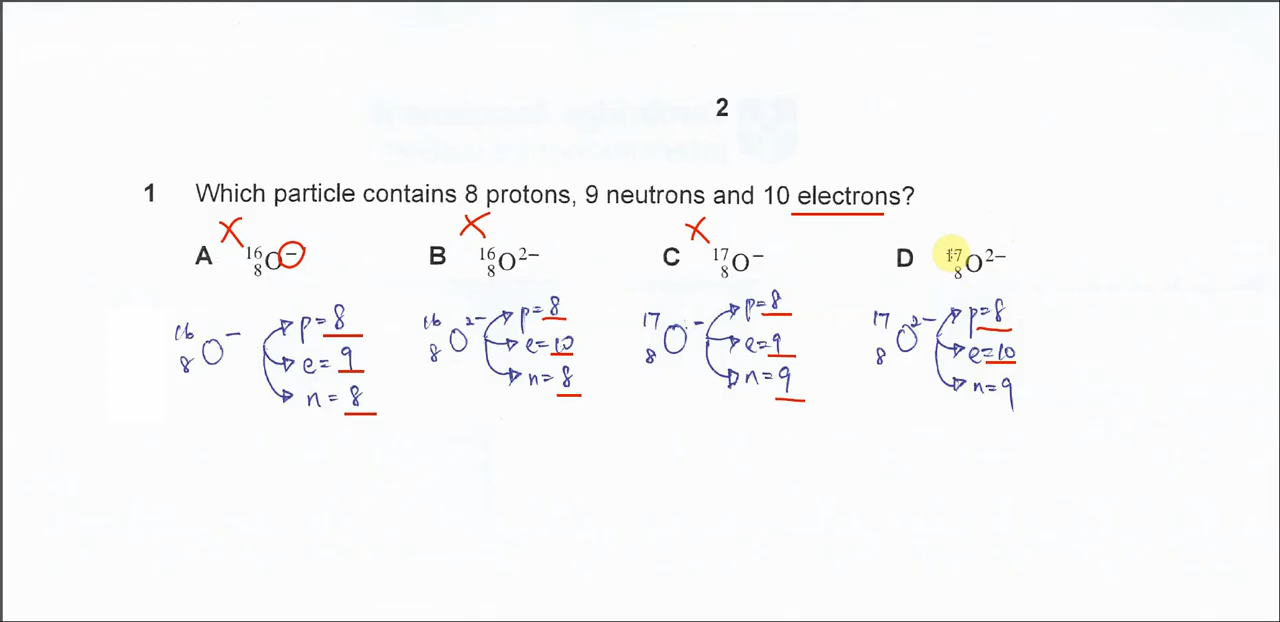 2
1 Which particle contains 8 protons, 9 neutrons and 10 electrons?
A ¹⁶₈O⁻ B ¹⁶₈O²⁻ C ¹⁷₈O⁻ D ¹⁷₈O²⁻
¹⁶₈O⁻ p=8 ¹⁶₈O²⁻ p=8 ¹⁷₈O⁻ p=8 ¹⁷₈O²⁻ p=8
e=9 e=10 e=9 e=10
n=8 n=8 n=9 n=9